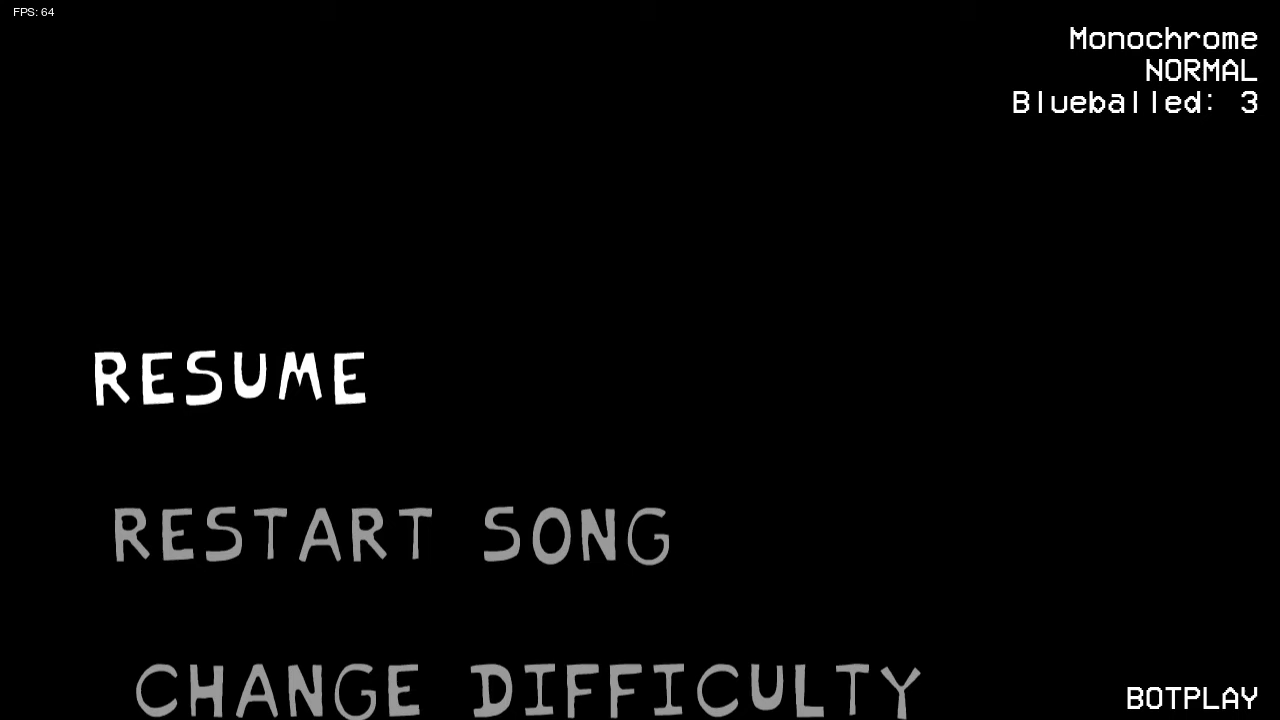 FPS: 64
Monochrome
NORMAL
Blueballed: 3
RESUME
RESTART SONG
CHANGE DIFFICULTY
BOTPLAY